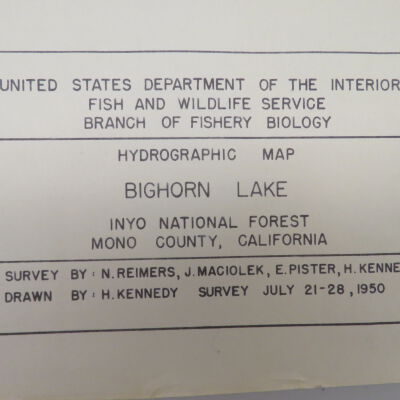 UNITED STATES DEPARTMENT OF THE INTERIOR
FISH AND WILDLIFE SERVICE
BRANCH OF FISHERY BIOLOGY
HYDROGRAPHIC MAP
BIGHORN LAKE
INYO NATIONAL FOREST
MONO COUNTY, CALIFORNIA
SURVEY BY: N. REIMERS, J. MACIOLEK, E. PISTER, H. KENNE
DRAWN BY: H. KENNEDY SURVEY JULY 21-28, 1950